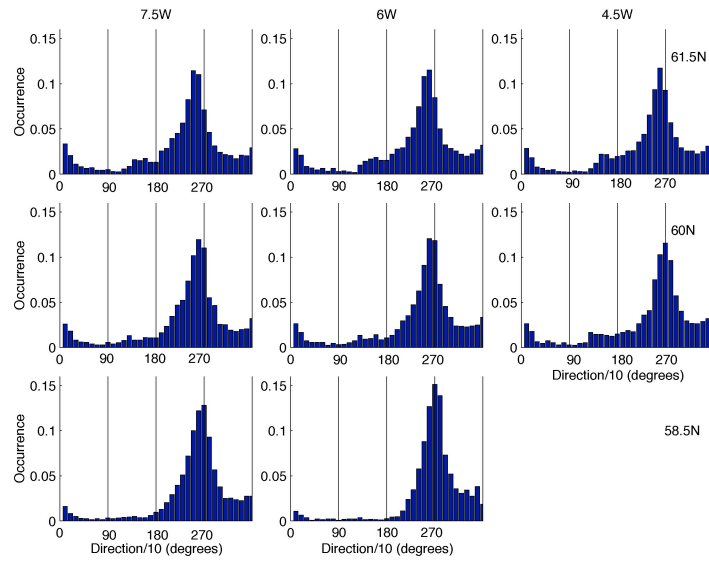 7.5W 6W 4.5W
0.15 0.15 0.15
61.5N
Occurrence
0.1 0.1 0.1
0.05 0.05 0.05
0 0 0
0 90 180 270 0 90 180 270 0 90 180 270
0.15 0.15 0.15
60N
Occurrence
0.1 0.1 0.1
0.05 0.05 0.05
0 0 0
0 90 180 270 0 90 180 270 0 90 180 270
Direction/10 (degrees)
0.15 0.15
58.5N
Occurrence
0.1 0.1
0.05 0.05
0 0
0 90 180 270 0 90 180 270
Direction/10 (degrees) Direction/10 (degrees)